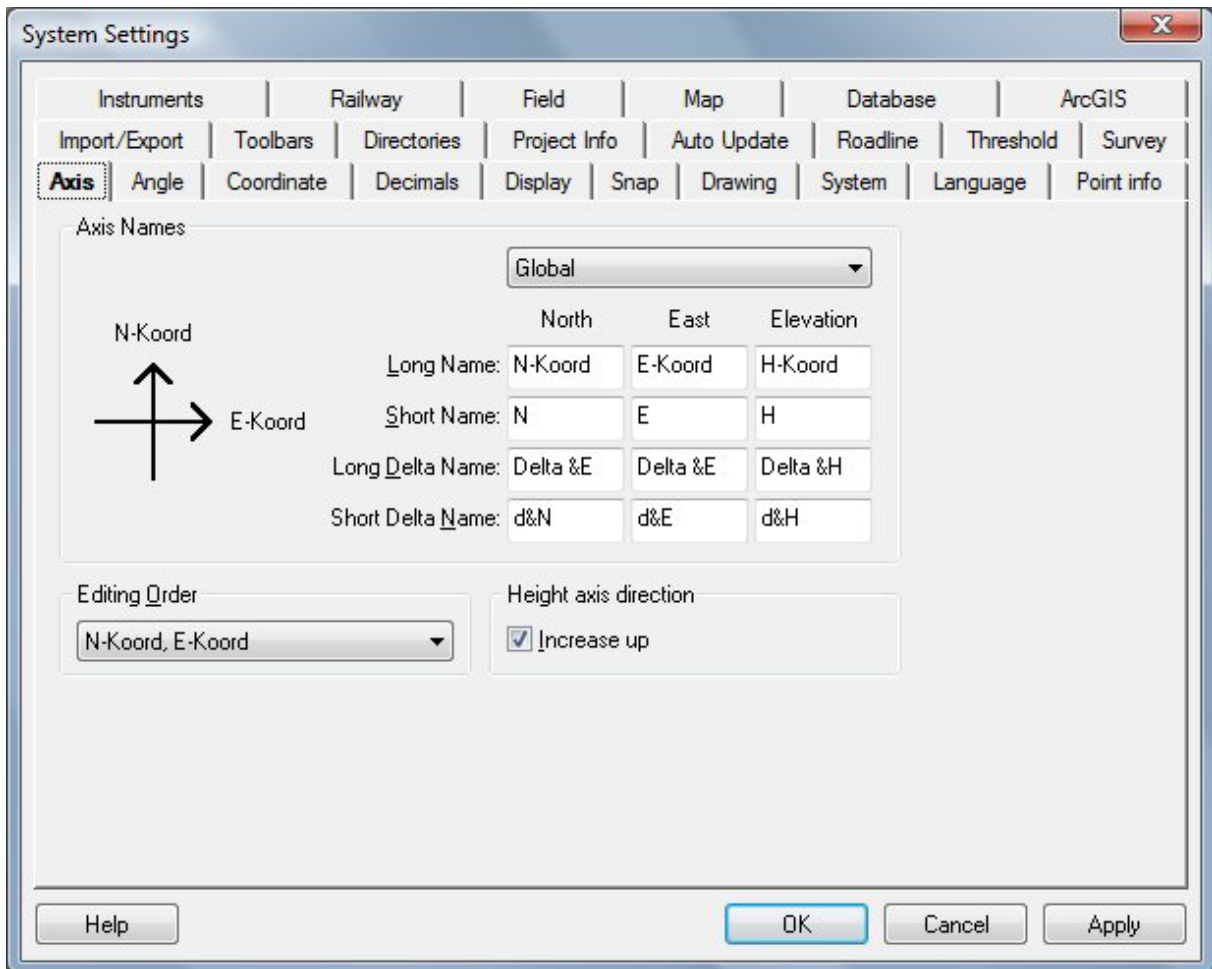 System Settings
Instruments Railway Field Map Database ArcGIS
Import/Export Toolbars Directories Project Info Auto Update Roadline Threshold Survey
Axis Angle Coordinate Decimals Display Snap Drawing System Language Point info
Axis Names
Global
North East Elevation
N-Koord
E-Koord
Long Name: N-Koord E-Koord H-Koord
Short Name: N E H
Long Delta Name: Delta &E Delta &E Delta &H
Short Delta Name: d&N d&E d&H
Editing Order
N-Koord, E-Koord
Height axis direction
Increase up
Help OK Cancel Apply